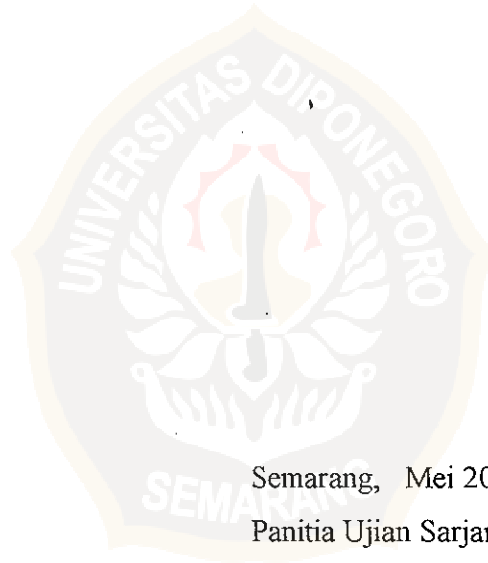 UNIVERSITAS DIPONEGORO
SEMARANG
Semarang, Mei 20
Panitia Ujian Sarja